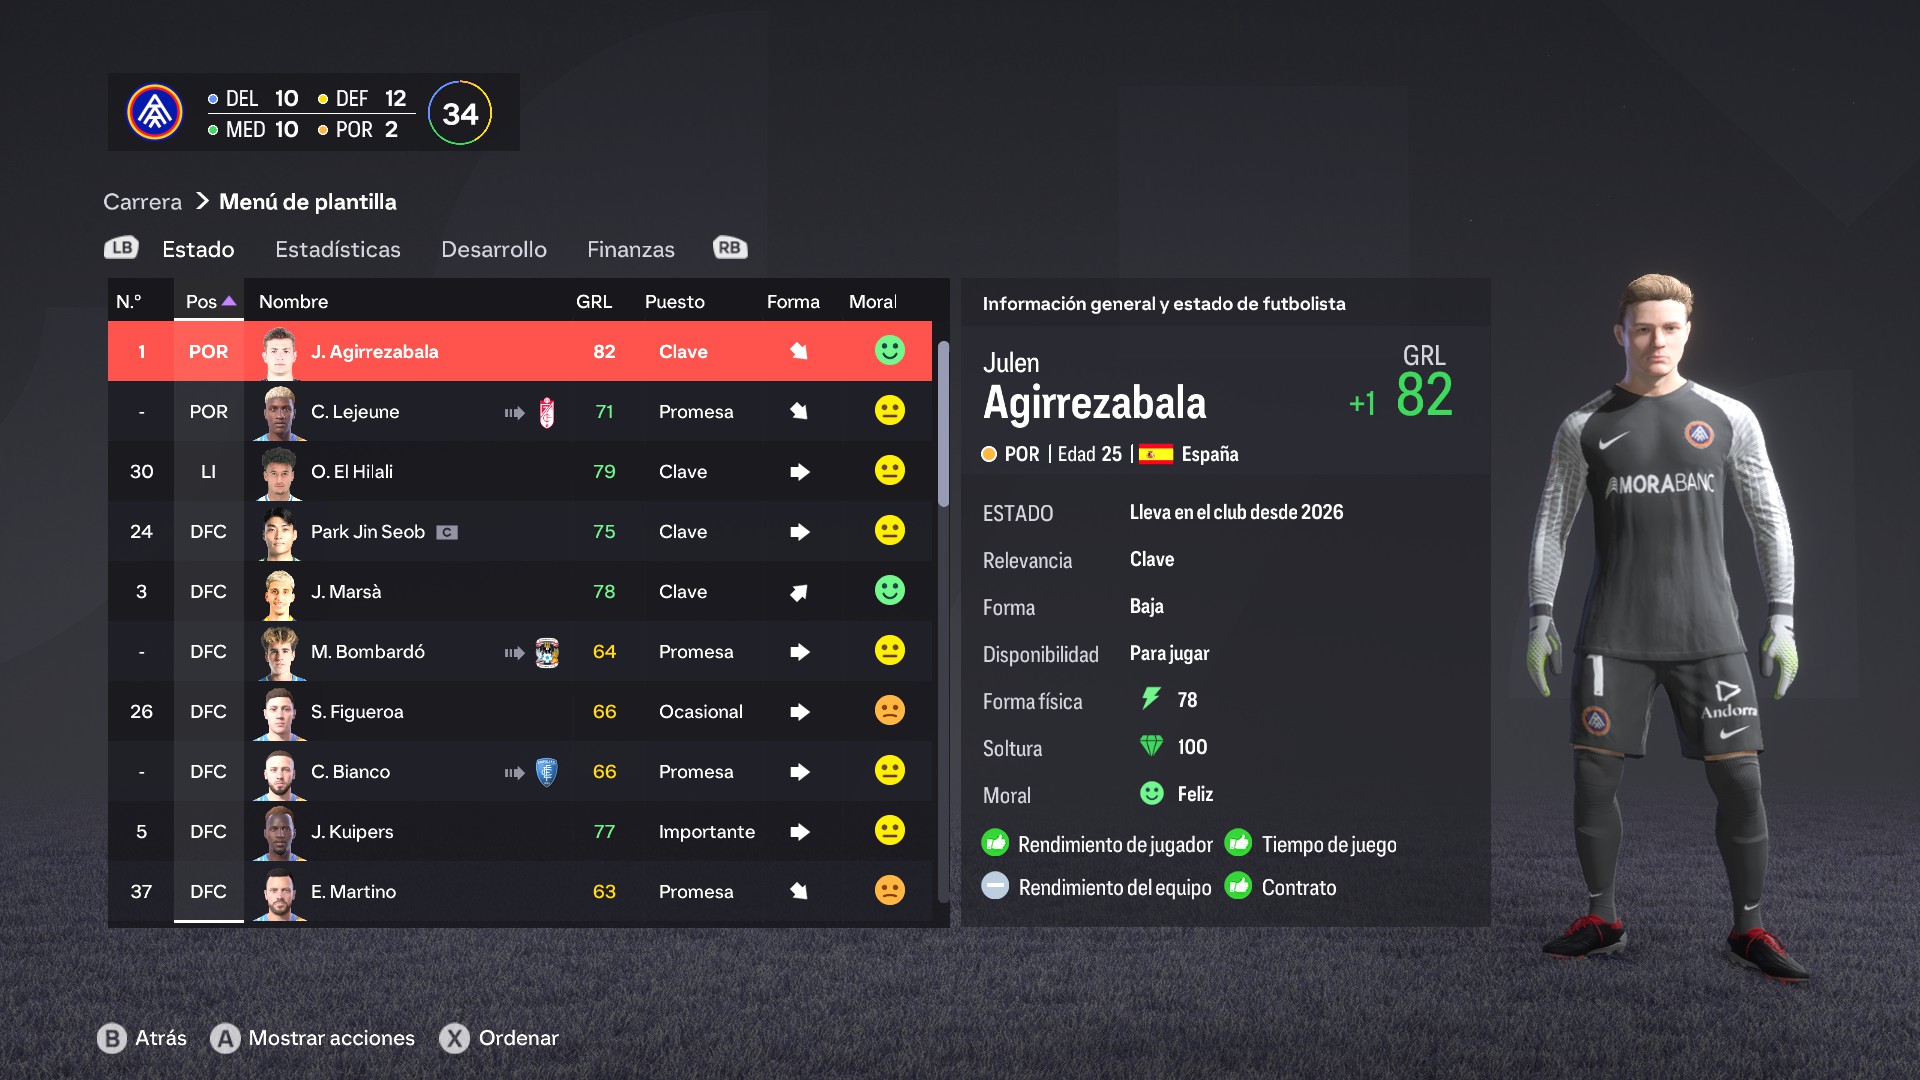 DEL 10 DEF 12
MED 10 POR 2
34
Carrera > Menú de plantilla
LB Estado Estadísticas Desarrollo Finanzas RB
N.º Pos Nombre GRL Puesto Forma Moral
1 POR J. Agirrezabala 82 Clave
- POR C. Lejeune 71 Promesa
30 LI O. El Hilali 79 Clave
24 DFC Park Jin Seob C 75 Clave
3 DFC J. Marsà 78 Clave
- DFC M. Bombardó 64 Promesa
26 DFC S. Figueroa 66 Ocasional
- DFC C. Bianco 66 Promesa
5 DFC J. Kuipers 77 Importante
37 DFC E. Martino 63 Promesa
Información general y estado de futbolista
Julen
Agirrezabala
GRL
+1 82
POR | Edad 25 | España
ESTADO Lleva en el club desde 2026
Relevancia Clave
Forma Baja
Disponibilidad Para jugar
Forma física 78
Soltura 100
Moral Feliz
Rendimiento de jugador Tiempo de juego
Rendimiento del equipo Contrato
MORABANC
1
Andorra
B Atrás A Mostrar acciones X Ordenar